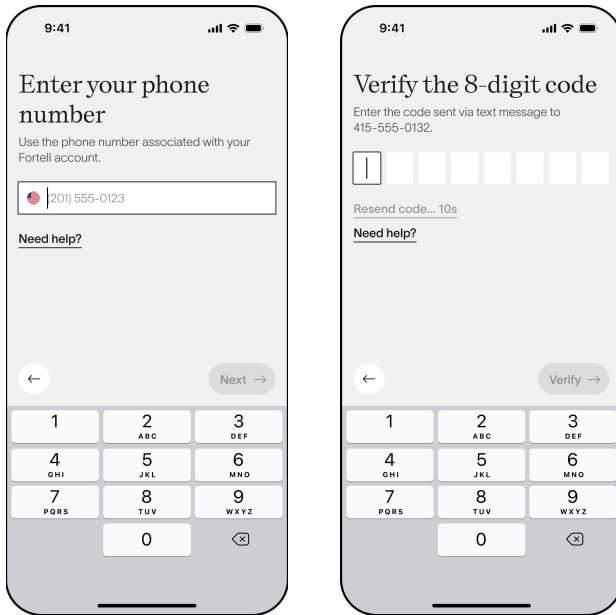 9:41
Enter your phone
number
Use the phone number associated with your
Fortell account.
(201) 555-0123
Need help?
Next →
1
2
ABC
3
DEF
4
GHI
5
JKL
6
MNO
7
PQRS
8
TUV
9
WXYZ
0
9:41
Verify the 8-digit code
Enter the code sent via text message to
415-555-0132.
Resend code... 10s
Need help?
Verify →
1
2
ABC
3
DEF
4
GHI
5
JKL
6
MNO
7
PQRS
8
TUV
9
WXYZ
0